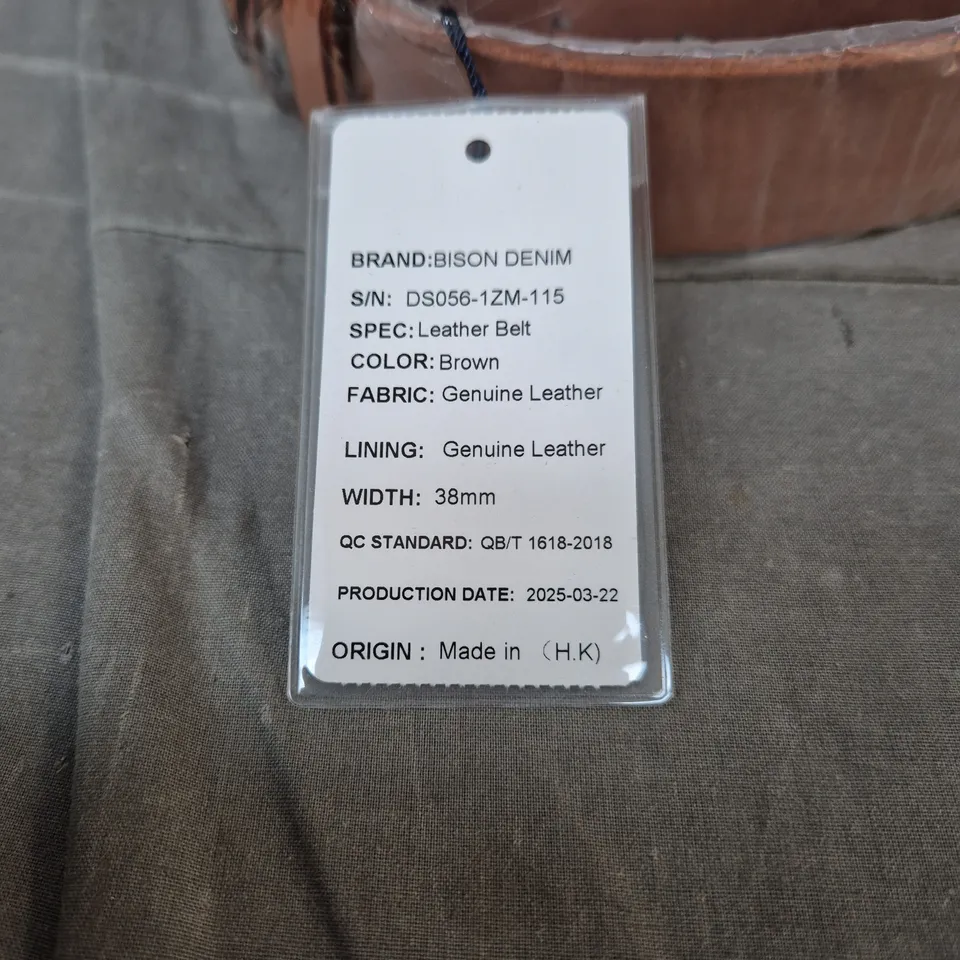 BRAND:BISON DENIM
S/N: DS056-1ZM-115
SPEC:Leather Belt
COLOR:Brown
FABRIC: Genuine Leather
LINING: Genuine Leather
WIDTH: 38mm
QC STANDARD: QB/T 1618-2018
PRODUCTION DATE: 2025-03-22
ORIGIN : Made in （H.K)